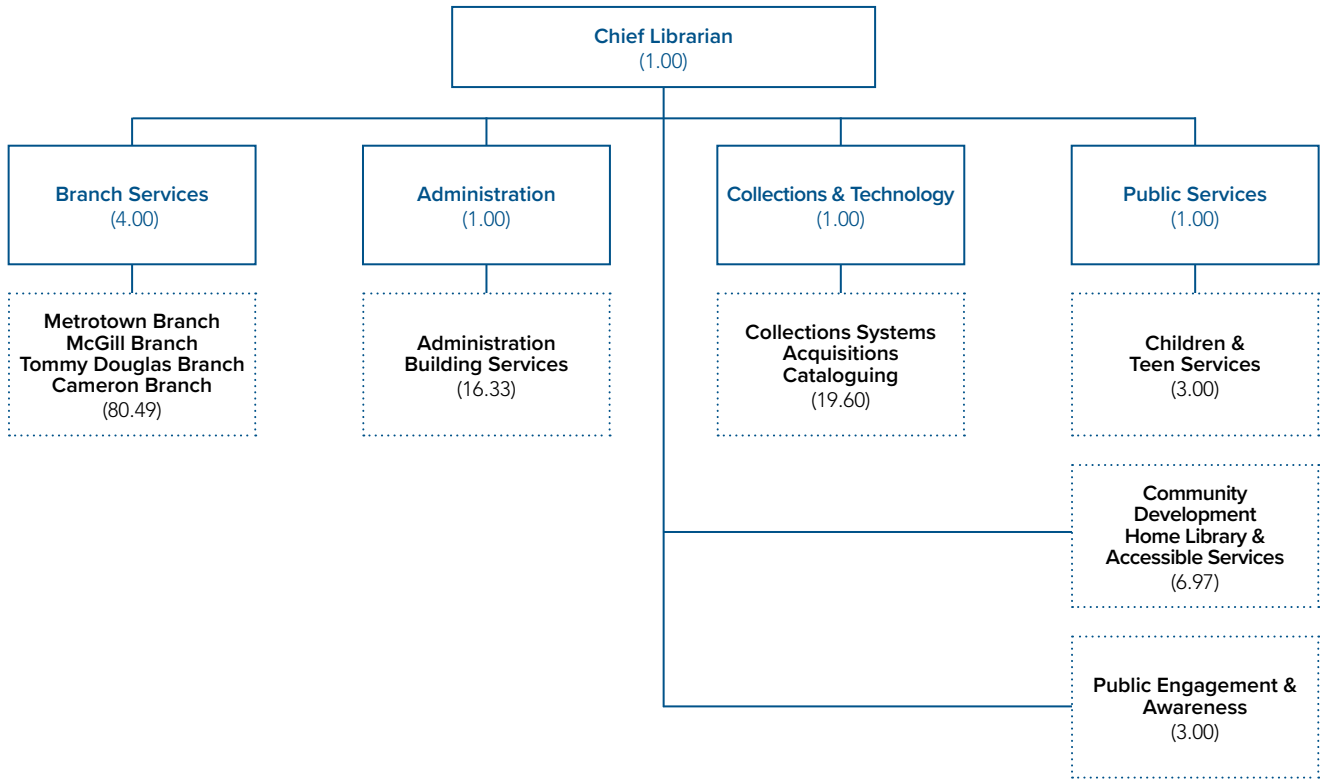 Chief Librarian
(1.00)
Branch Services
(4.00)
Administration
(1.00)
Collections & Technology
(1.00)
Public Services
(1.00)
Metrotown Branch
McGill Branch
Tommy Douglas Branch
Cameron Branch
(80.49)
Administration
Building Services
(16.33)
Collections Systems
Acquisitions
Cataloguing
(19.60)
Children &
Teen Services
(3.00)
Community
Development
Home Library &
Accessible Services
(6.97)
Public Engagement &
Awareness
(3.00)